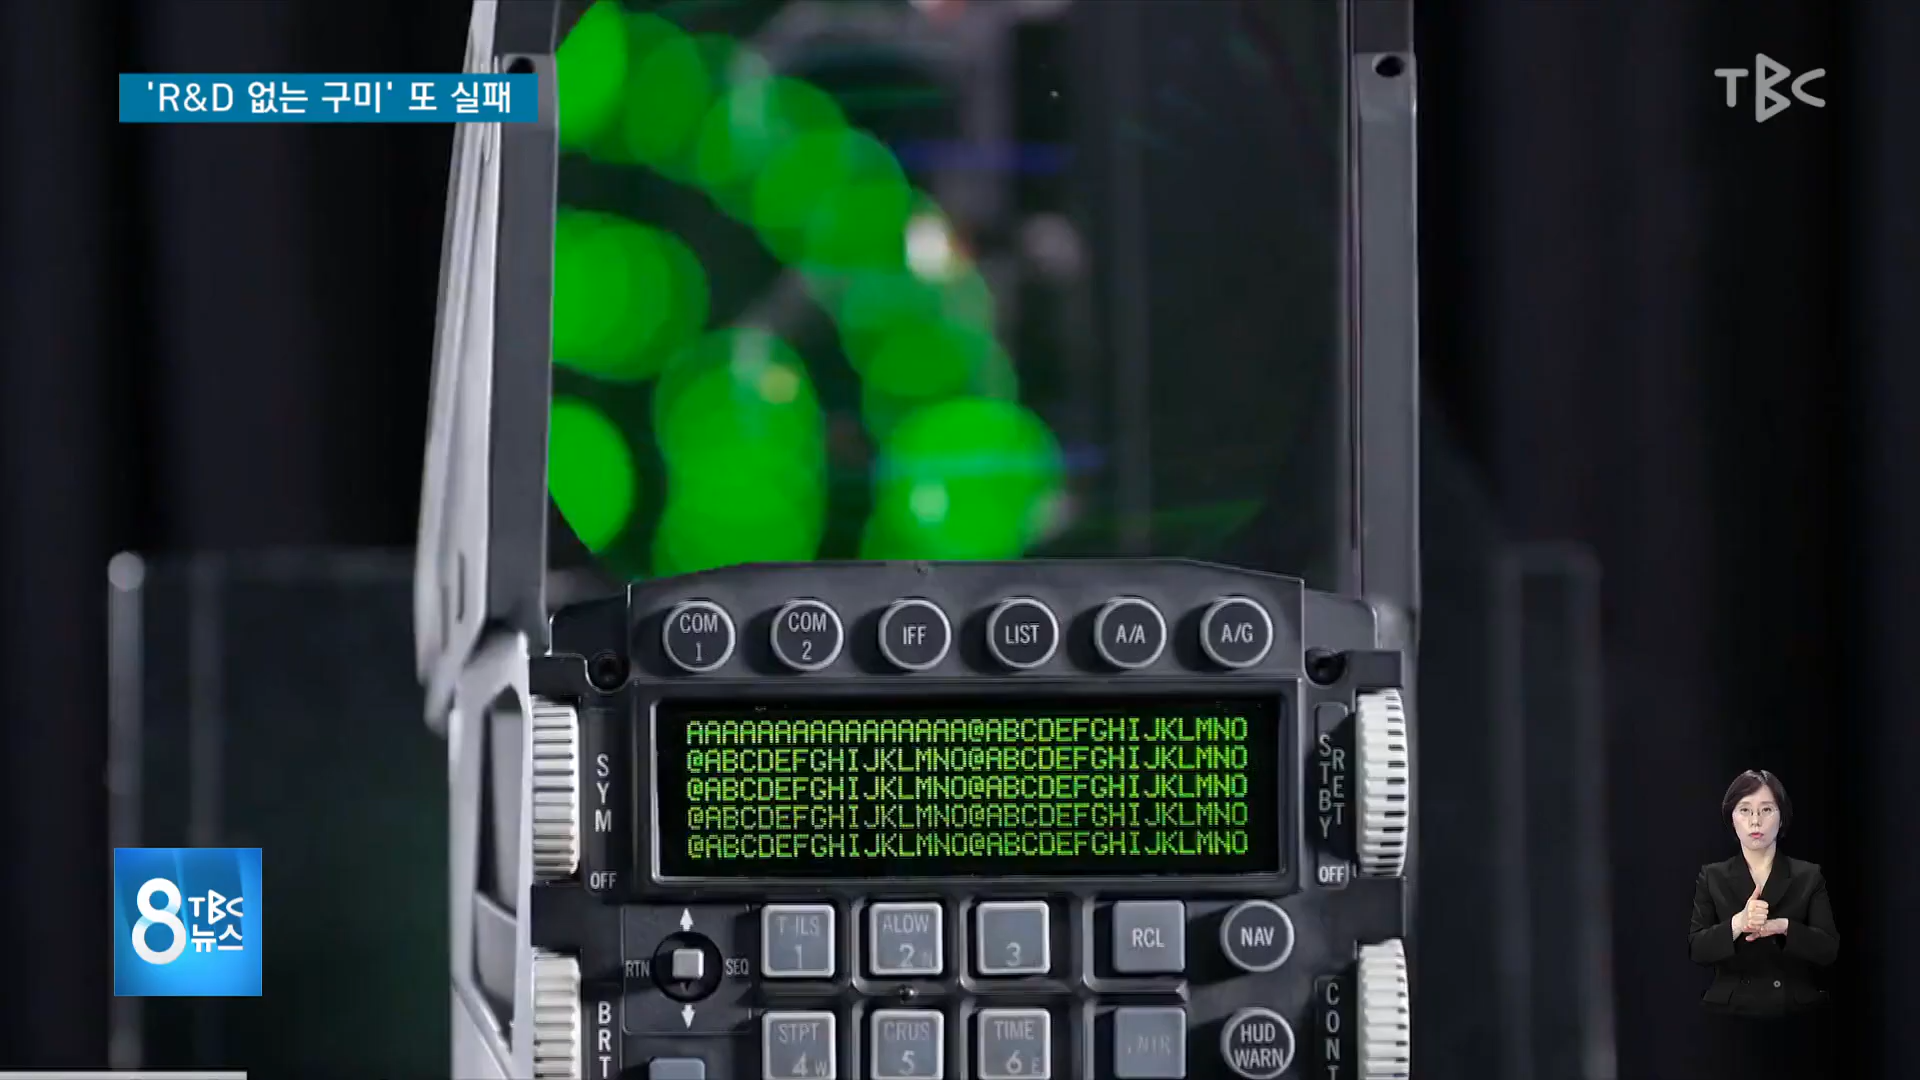 'R&D 없는 구미' 또 실패
TBC
COM 1
COM 2
IFF
LIST
A/A
A/G
AAAAAAAAAAAAAAAA@ABCDEFGHIJKLMNO
@ABCDEFGHIJKLMNO@ABCDEFGHIJKLMNO
@ABCDEFGHIJKLMNO@ABCDEFGHIJKLMNO
@ABCDEFGHIJKLMNO@ABCDEFGHIJKLMNO
@ABCDEFGHIJKLMNO@ABCDEFGHIJKLMNO
SYM
OFF
STBY
RET
OFF
RTN
SEQ
T-ILS 1
ALOW 2 N
3
RCL
NAV
BRT
STPT 4 W
CRUS 5
TIME 6 E
HUD WARN
CONT
8 TBC 뉴스